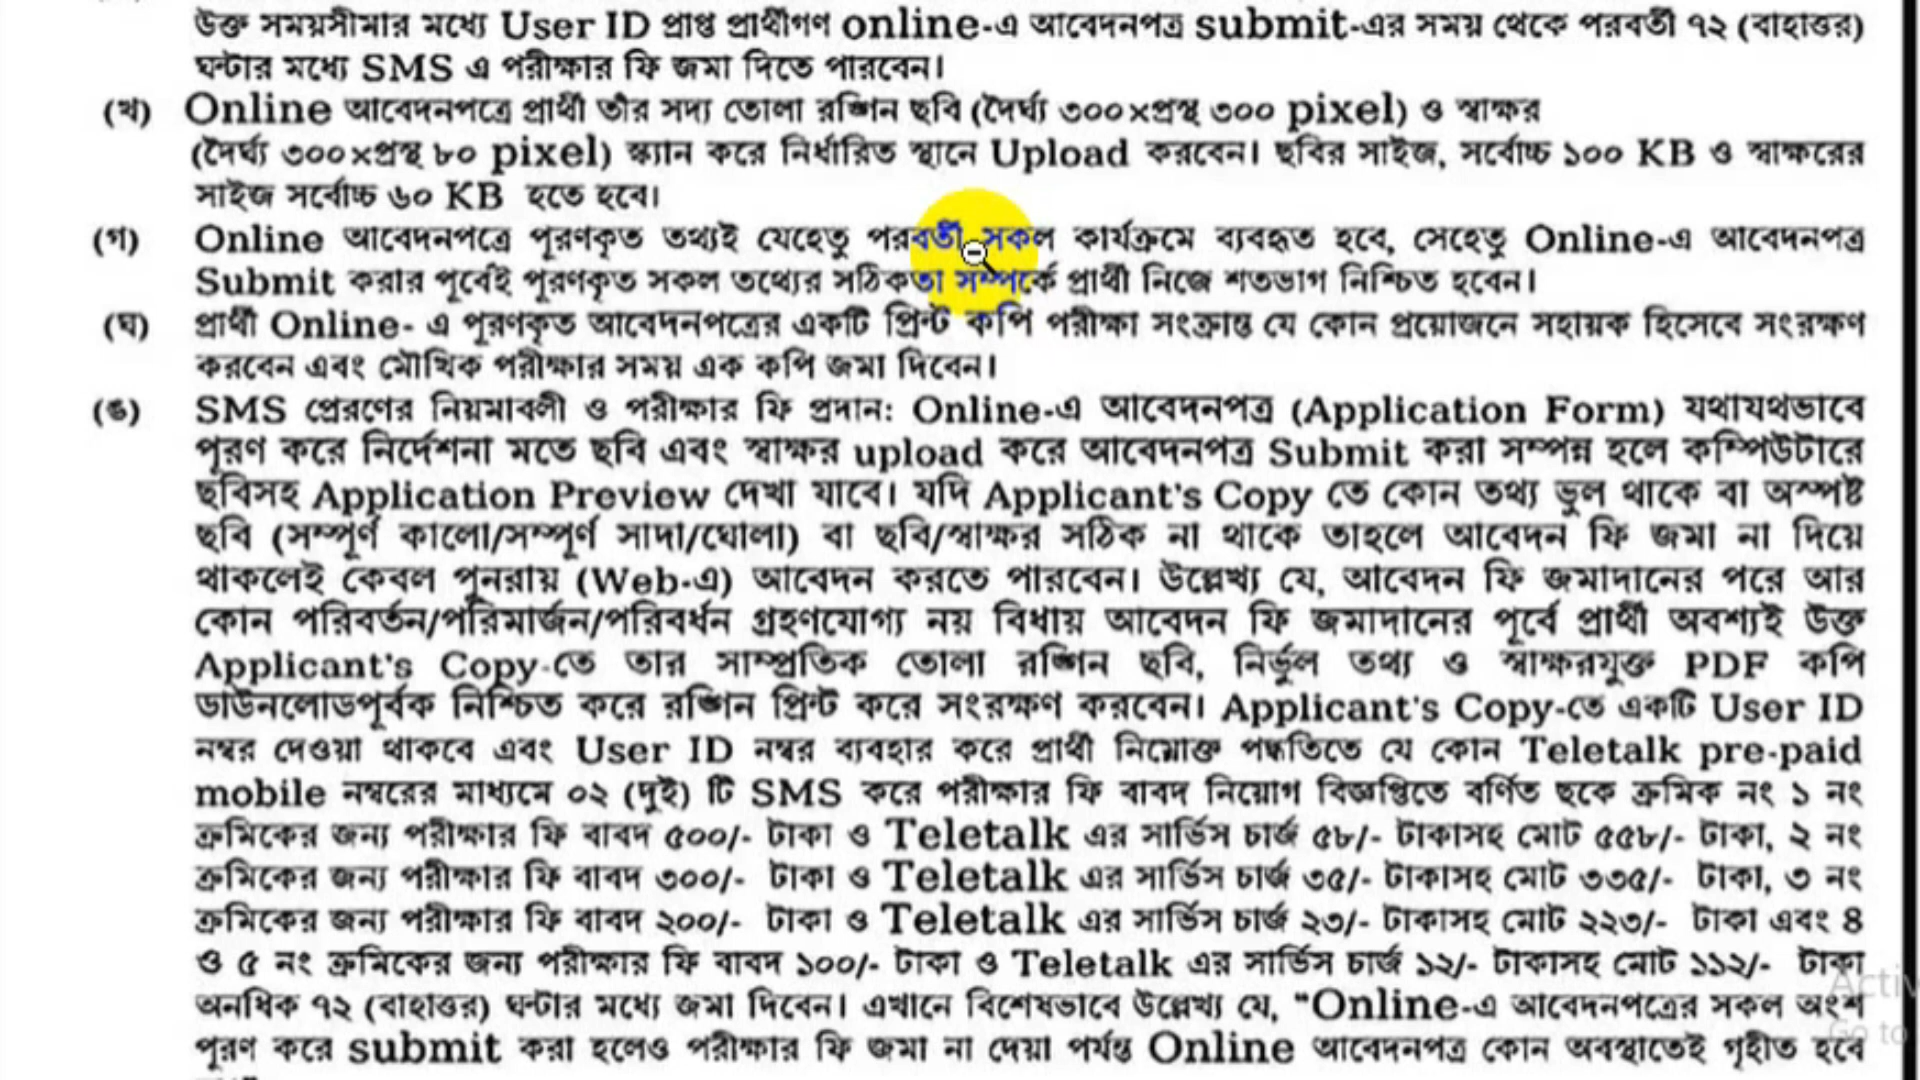 উক্ত সময়সীমার মধ্যে User ID প্রাপ্ত প্রার্থীগণ online-এ আবেদনপত্র submit-এর সময় থেকে পরবর্তী ৭২ (বাহাত্তর)
ঘন্টার মধ্যে SMS এ পরীক্ষার ফি জমা দিতে পারবেন।
(খ) Online আবেদনপত্রে প্রার্থী তাঁর সদ্য তোলা রঙ্গিন ছবি (দৈর্ঘ্য ৩০০×প্রস্থ ৩০০ pixel) ও স্বাক্ষর
(দৈর্ঘ্য ৩০০×প্রস্থ ৮০ pixel) স্ক্যান করে নির্ধারিত স্থানে Upload করবেন। ছবির সাইজ, সর্বোচ্চ ১০০ KB ও স্বাক্ষরের
সাইজ সর্বোচ্চ ৬০ KB হতে হবে।
(গ) Online আবেদনপত্রে পূরণকৃত তথ্যই যেহেতু পরবর্তী সকল কার্যক্রমে ব্যবহৃত হবে, সেহেতু Online-এ আবেদনপত্র
Submit করার পূর্বেই পূরণকৃত সকল তথ্যের সঠিকতা সম্পর্কে প্রার্থী নিজে শতভাগ নিশ্চিত হবেন।
(ঘ) প্রার্থী Online- এ পূরণকৃত আবেদনপত্রের একটি প্রিন্ট কপি পরীক্ষা সংক্রান্ত যে কোন প্রয়োজনে সহায়ক হিসেবে সংরক্ষণ
করবেন এবং মৌখিক পরীক্ষার সময় এক কপি জমা দিবেন।
(ঙ) SMS প্রেরণের নিয়মাবলী ও পরীক্ষার ফি প্রদান: Online-এ আবেদনপত্র (Application Form) যথাযথভাবে
পূরণ করে নির্দেশনা মতে ছবি এবং স্বাক্ষর upload করে আবেদনপত্র Submit করা সম্পন্ন হলে কম্পিউটারে
ছবিসহ Application Preview দেখা যাবে। যদি Applicant's Copy তে কোন তথ্য ভুল থাকে বা অস্পষ্ট
ছবি (সম্পূর্ণ কালো/সম্পূর্ণ সাদা/ঘোলা) বা ছবি/স্বাক্ষর সঠিক না থাকে তাহলে আবেদন ফি জমা না দিয়ে
থাকলেই কেবল পুনরায় (Web-এ) আবেদন করতে পারবেন। উল্লেখ্য যে, আবেদন ফি জমাদানের পরে আর
কোন পরিবর্তন/পরিমার্জন/পরিবর্ধন গ্রহণযোগ্য নয় বিধায় আবেদন ফি জমাদানের পূর্বে প্রার্থী অবশ্যই উক্ত
Applicant's Copy-তে তার সাম্প্রতিক তোলা রঙ্গিন ছবি, নির্ভুল তথ্য ও স্বাক্ষরযুক্ত PDF কপি
ডাউনলোডপূর্বক নিশ্চিত করে রঙ্গিন প্রিন্ট করে সংরক্ষণ করবেন। Applicant's Copy-তে একটি User ID
নম্বর দেওয়া থাকবে এবং User ID নম্বর ব্যবহার করে প্রার্থী নিম্নোক্ত পদ্ধতিতে যে কোন Teletalk pre-paid
mobile নম্বরের মাধ্যমে ০২ (দুই) টি SMS করে পরীক্ষার ফি বাবদ নিয়োগ বিজ্ঞপ্তিতে বর্ণিত ছকে ক্রমিক নং ১ নং
ক্রমিকের জন্য পরীক্ষার ফি বাবদ ৫০০/- টাকা ও Teletalk এর সার্ভিস চার্জ ৫৮/- টাকাসহ মোট ৫৫৮/- টাকা, ২ নং
ক্রমিকের জন্য পরীক্ষার ফি বাবদ ৩০০/- টাকা ও Teletalk এর সার্ভিস চার্জ ৩৫/- টাকাসহ মোট ৩৩৫/- টাকা, ৩ নং
ক্রমিকের জন্য পরীক্ষার ফি বাবদ ২০০/- টাকা ও Teletalk এর সার্ভিস চার্জ ২৩/- টাকাসহ মোট ২২৩/- টাকা এবং ৪
ও ৫ নং ক্রমিকের জন্য পরীক্ষার ফি বাবদ ১০০/- টাকা ও Teletalk এর সার্ভিস চার্জ ১২/- টাকাসহ মোট ১১২/- টাকা
অনধিক ৭২ (বাহাত্তর) ঘন্টার মধ্যে জমা দিবেন। এখানে বিশেষভাবে উল্লেখ্য যে, "Online-এ আবেদনপত্রের সকল অংশ
পূরণ করে submit করা হলেও পরীক্ষার ফি জমা না দেয়া পর্যন্ত Online আবেদনপত্র কোন অবস্থাতেই গৃহীত হবে
Go to